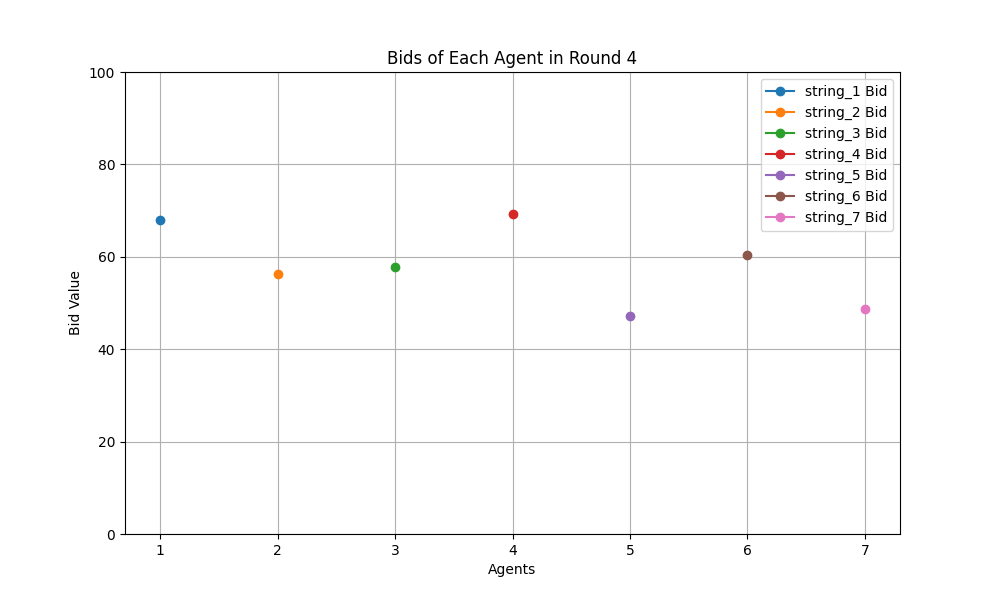 Bids of Each Agent in Round 4
100
80
60
40
20
0
Bid Value
string_1 Bid
string_2 Bid
string_3 Bid
string_4 Bid
string_5 Bid
string_6 Bid
string_7 Bid
1 2 3 4 5 6 7
Agents